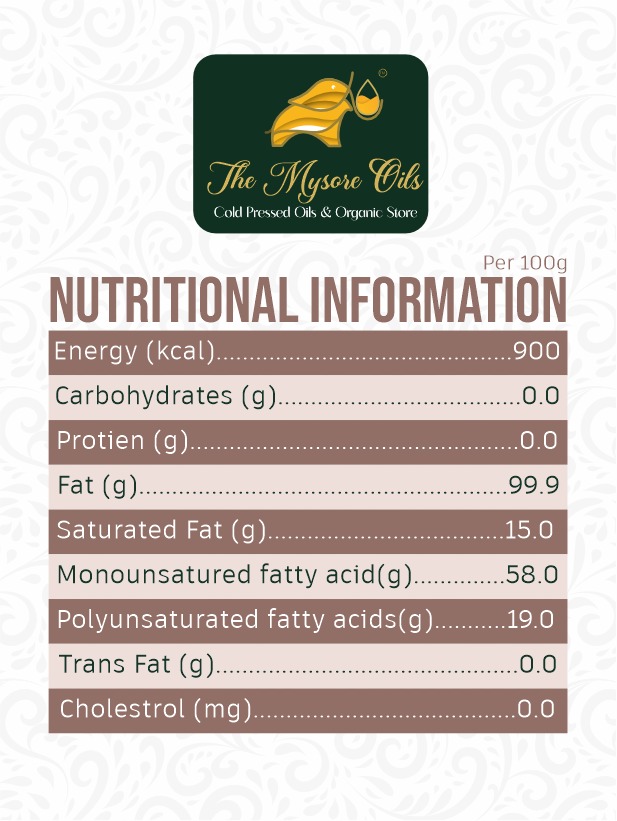 The Mysore Oils
Cold Pressed Oils & Organic Store
Per 100g
NUTRITIONAL INFORMATION
Energy (kcal)....................................900
Carbohydrates (g)..............................0.0
Protien (g)........................................0.0
Fat (g).............................................99.9
Saturated Fat (g).............................15.0
Monounsatured fatty acid(g)...........58.0
Polyunsaturated fatty acids(g).........19.0
Trans Fat (g).....................................0.0
Cholestrol (mg)................................0.0